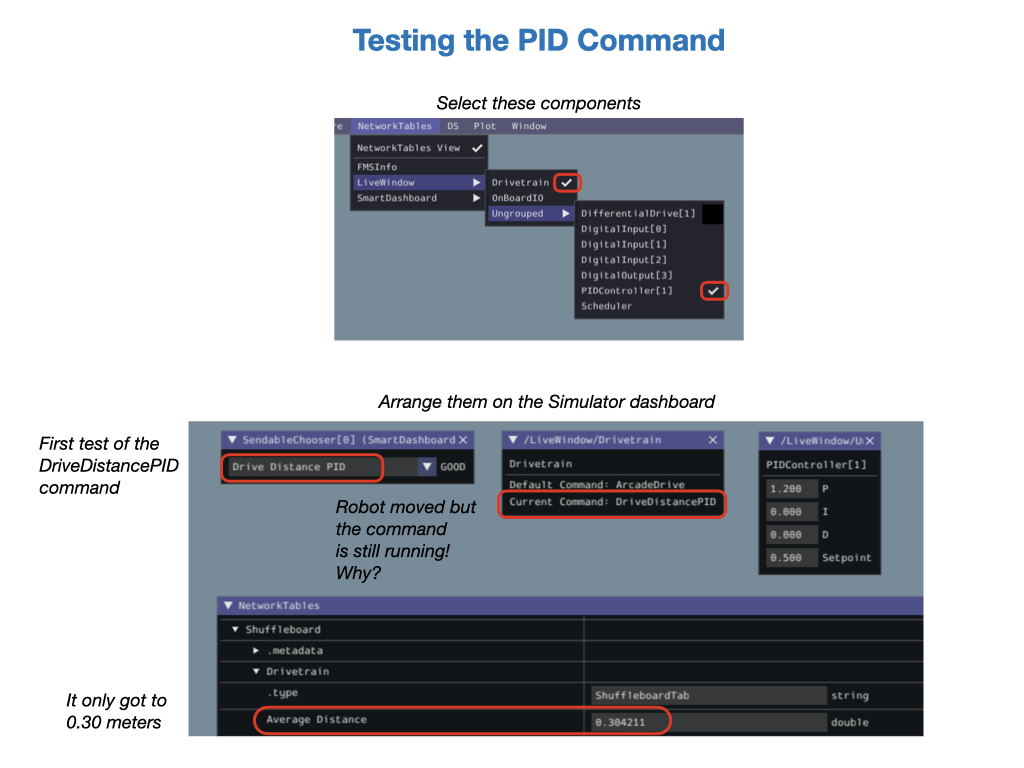 Testing the PID Command
Select these components
e NetworkTables DS Plot Window
NetworkTables View
FMSInfo
LiveWindow
SmartDashboard
Drivetrain
OnBoardIO
Ungrouped
DifferentialDrive[1]
DigitalInput[0]
DigitalInput[1]
DigitalInput[2]
DigitalOutput[3]
PIDController[1]
Scheduler
Arrange them on the Simulator dashboard
First test of the
DriveDistancePID
command
SendableChooser[0] (SmartDashboard
Drive Distance PID GOOD
Robot moved but
the command
is still running!
Why?
/LiveWindow/Drivetrain
Drivetrain
Default Command: ArcadeDrive
Current Command: DriveDistancePID
/LiveWindow/U
PIDController[1]
1.200 P
0.000 I
0.000 D
0.500 Setpoint
NetworkTables
Shuffleboard
.metadata
Drivetrain
.type ShuffleboardTab string
Average Distance 0.304211 double
It only got to
0.30 meters